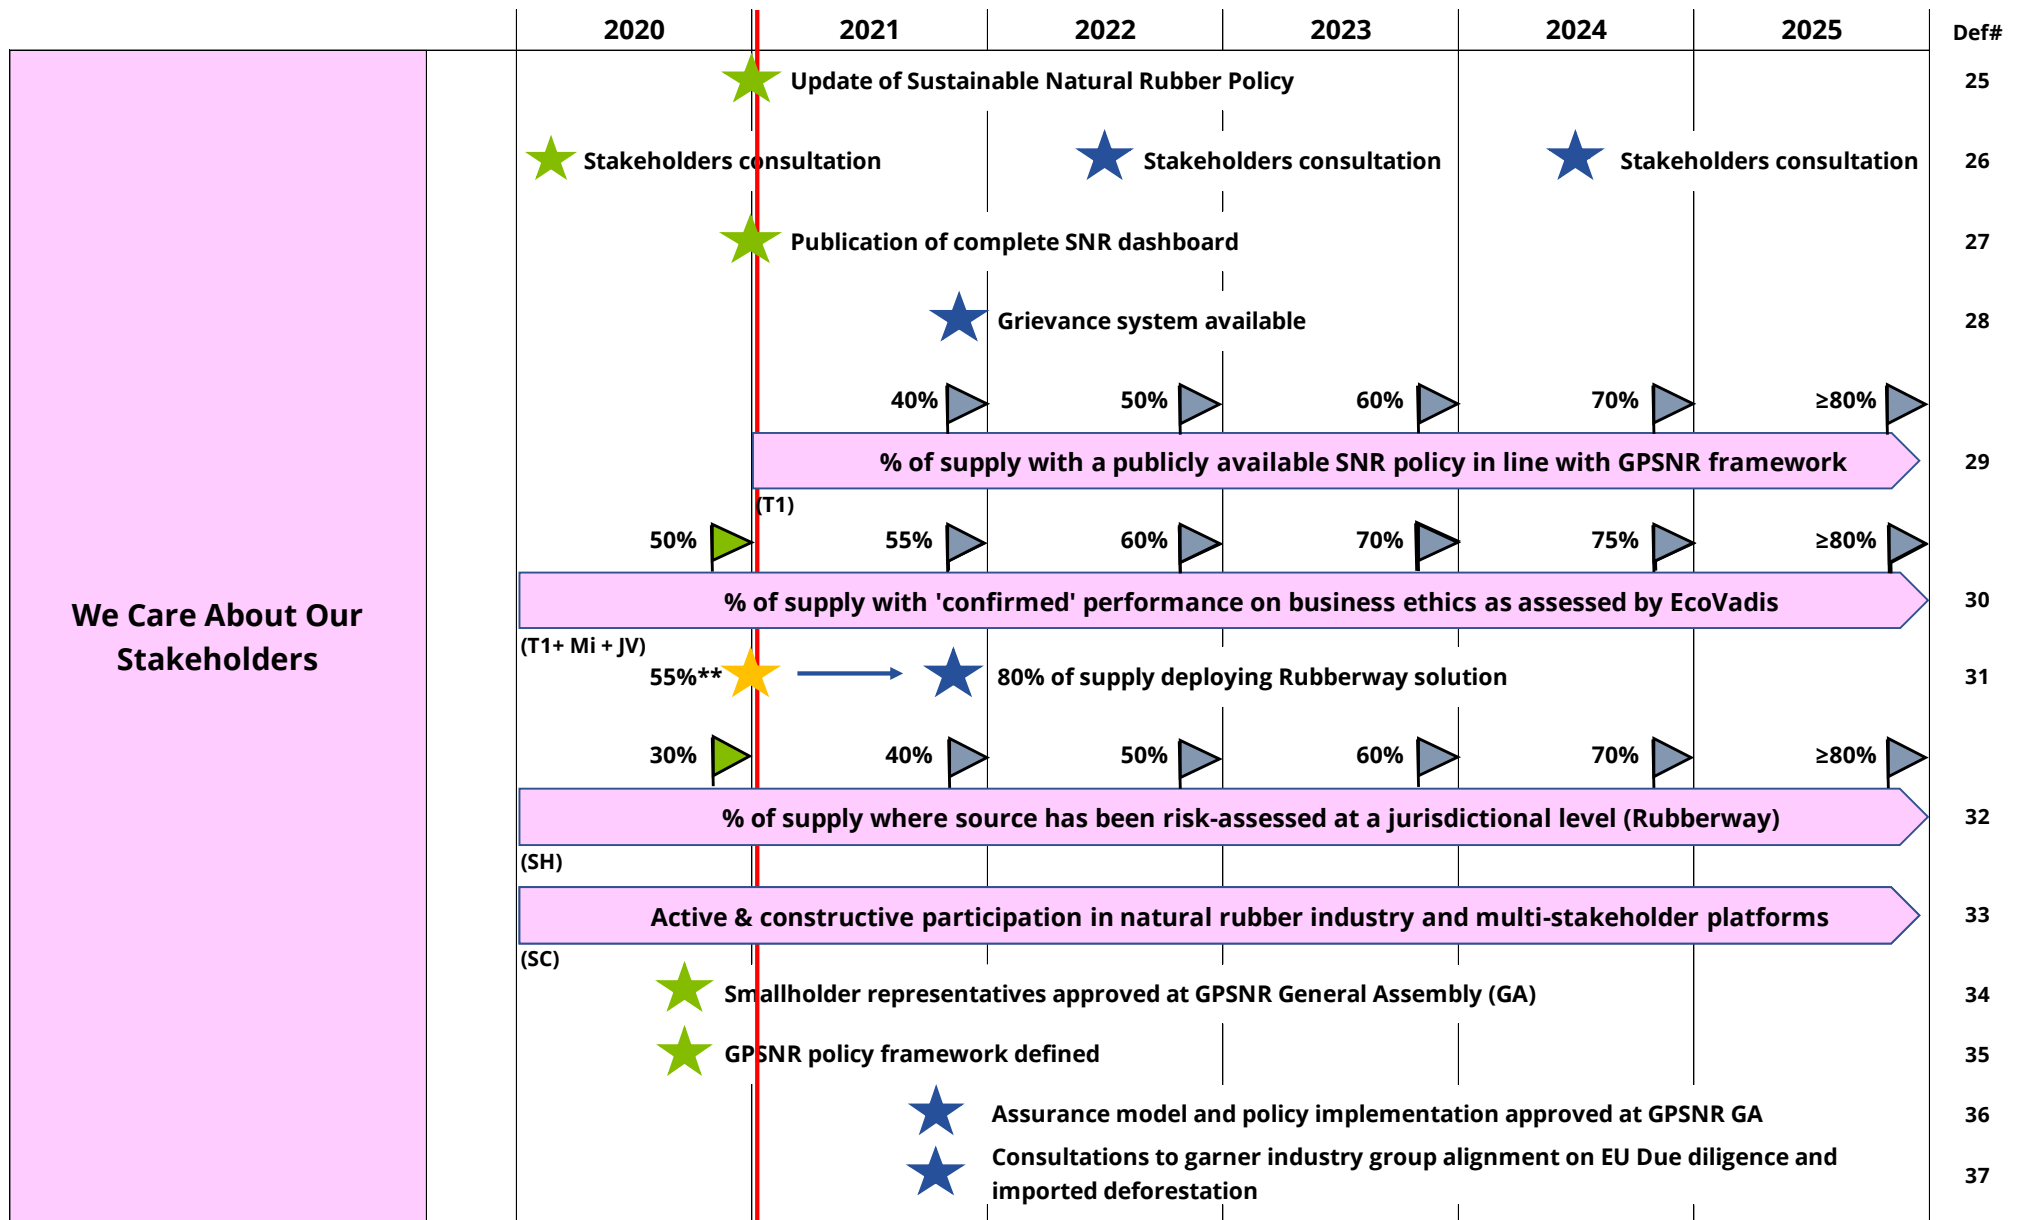 2020 2021 2022 2023 2024 2025 Def#
Update of Sustainable Natural Rubber Policy 25
Stakeholders consultation Stakeholders consultation Stakeholders consultation 26
Publication of complete SNR dashboard 27
Grievance system available 28
40% 50% 60% 70% ≥80%
% of supply with a publicly available SNR policy in line with GPSNR framework 29
(T1)
50% 55% 60% 70% 75% ≥80%
% of supply with 'confirmed' performance on business ethics as assessed by EcoVadis 30
We Care About Our
Stakeholders
(T1+ Mi + JV)
55%** 80% of supply deploying Rubberway solution 31
30% 40% 50% 60% 70% ≥80%
% of supply where source has been risk-assessed at a jurisdictional level (Rubberway) 32
(SH)
Active & constructive participation in natural rubber industry and multi-stakeholder platforms 33
(SC)
Smallholder representatives approved at GPSNR General Assembly (GA) 34
GPSNR policy framework defined 35
Assurance model and policy implementation approved at GPSNR GA 36
Consultations to garner industry group alignment on EU Due diligence and
imported deforestation 37